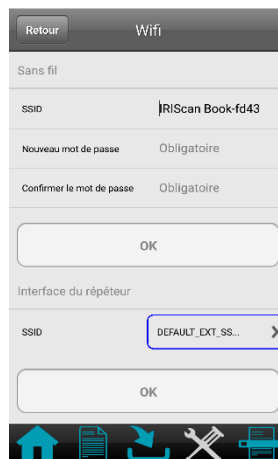 Retour
Wifi
Sans fil
SSID
IRIScan Book-fd43
Nouveau mot de passe
Obligatoire
Confirmer le mot de passe
Obligatoire
OK
Interface du répéteur
SSID
DEFAULT_EXT_SS...
OK